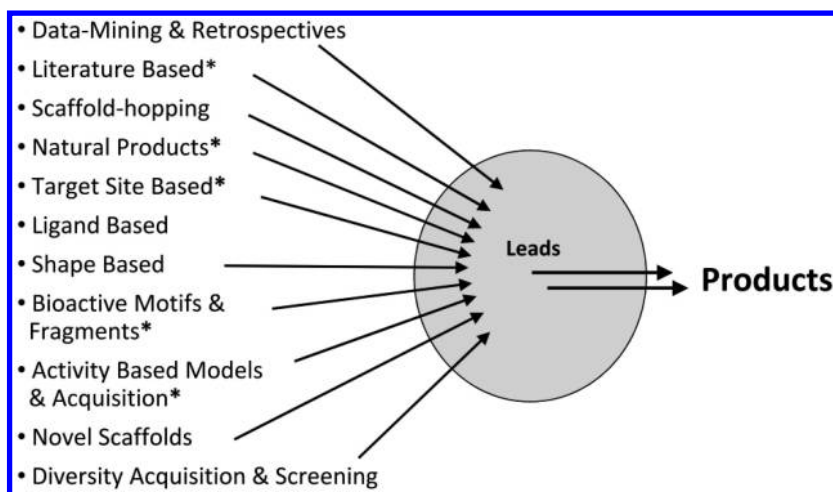 • Data-Mining & Retrospectives
• Literature Based*
• Scaffold-hopping
• Natural Products*
• Target Site Based*
• Ligand Based
• Shape Based
• Bioactive Motifs &
Fragments*
• Activity Based Models
& Acquisition*
• Novel Scaffolds
• Diversity Acquisition & Screening
Leads
Products